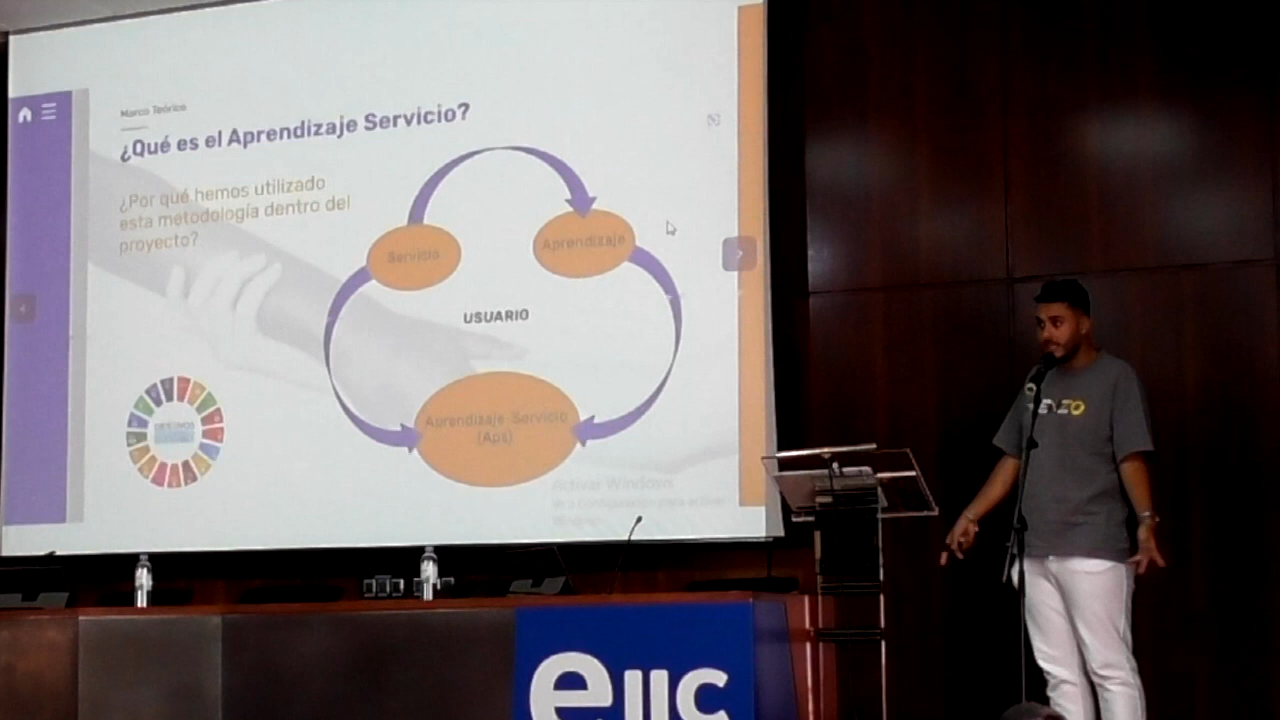 Marco Teórico
¿Qué es el Aprendizaje Servicio?
¿Por qué hemos utilizado
esta metodología dentro del
proyecto?
Servicio
Aprendizaje
USUARIO
Aprendizaje-Servicio
(Aps)
Activar Windows
eiic